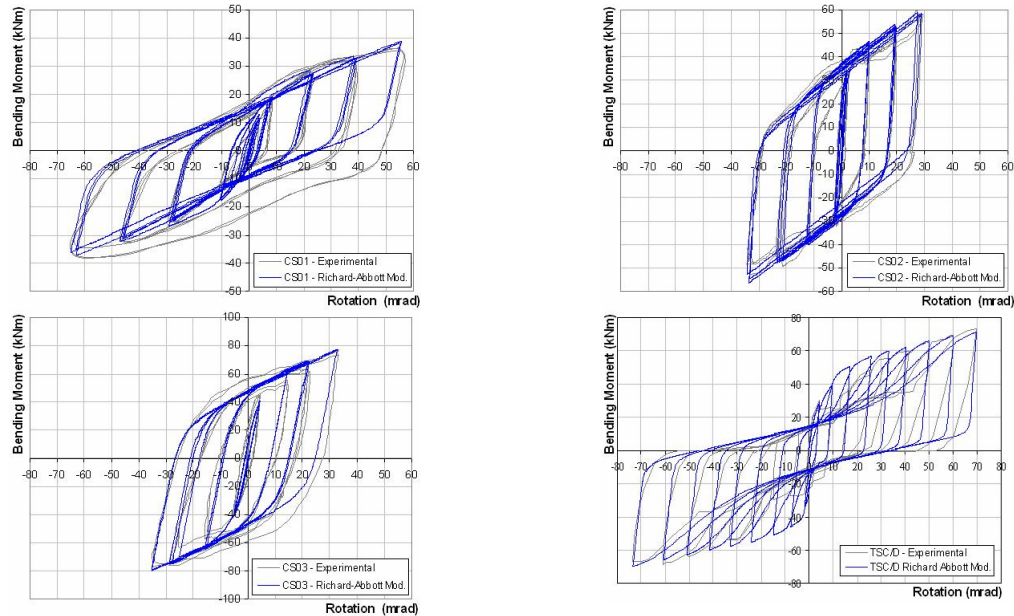 Bending Moment (kNm)
50
40
30
20
10
0
-80 -70 -60 -50 -40 -30 -20 -10 0 10 20 30 40 50 60
-10
-20
-30
-40
-50
CS01 - Experimental
CS01 - Richard-Abbott Mod.
Rotation (mrad)
Bending Moment (kNm)
60
50
40
30
20
10
0
-80 -70 -60 -50 -40 -30 -20 -10 0 10 20 30 40 50 60
-10
-20
-30
-40
-50
-60
CS02 - Experimental
CS02 - Richard-Abbott Mod.
Rotation (mrad)
Bending Moment (kNm)
100
80
60
40
20
0
-80 -70 -60 -50 -40 -30 -20 -10 0 10 20 30 40 50 60
-20
-40
-60
-80
-100
CS03 - Experimental
CS03 - Richard-Abbott Mod.
Rotation (mrad)
Bending Moment (kNm)
80
60
40
20
0
-80 -70 -60 -50 -40 -30 -20 -10 0 10 20 30 40 50 60 70 80
-20
-40
-60
-80
TSC/D - Experimental
TSC/D Richard Abbott Mod.
Rotation (mrad)